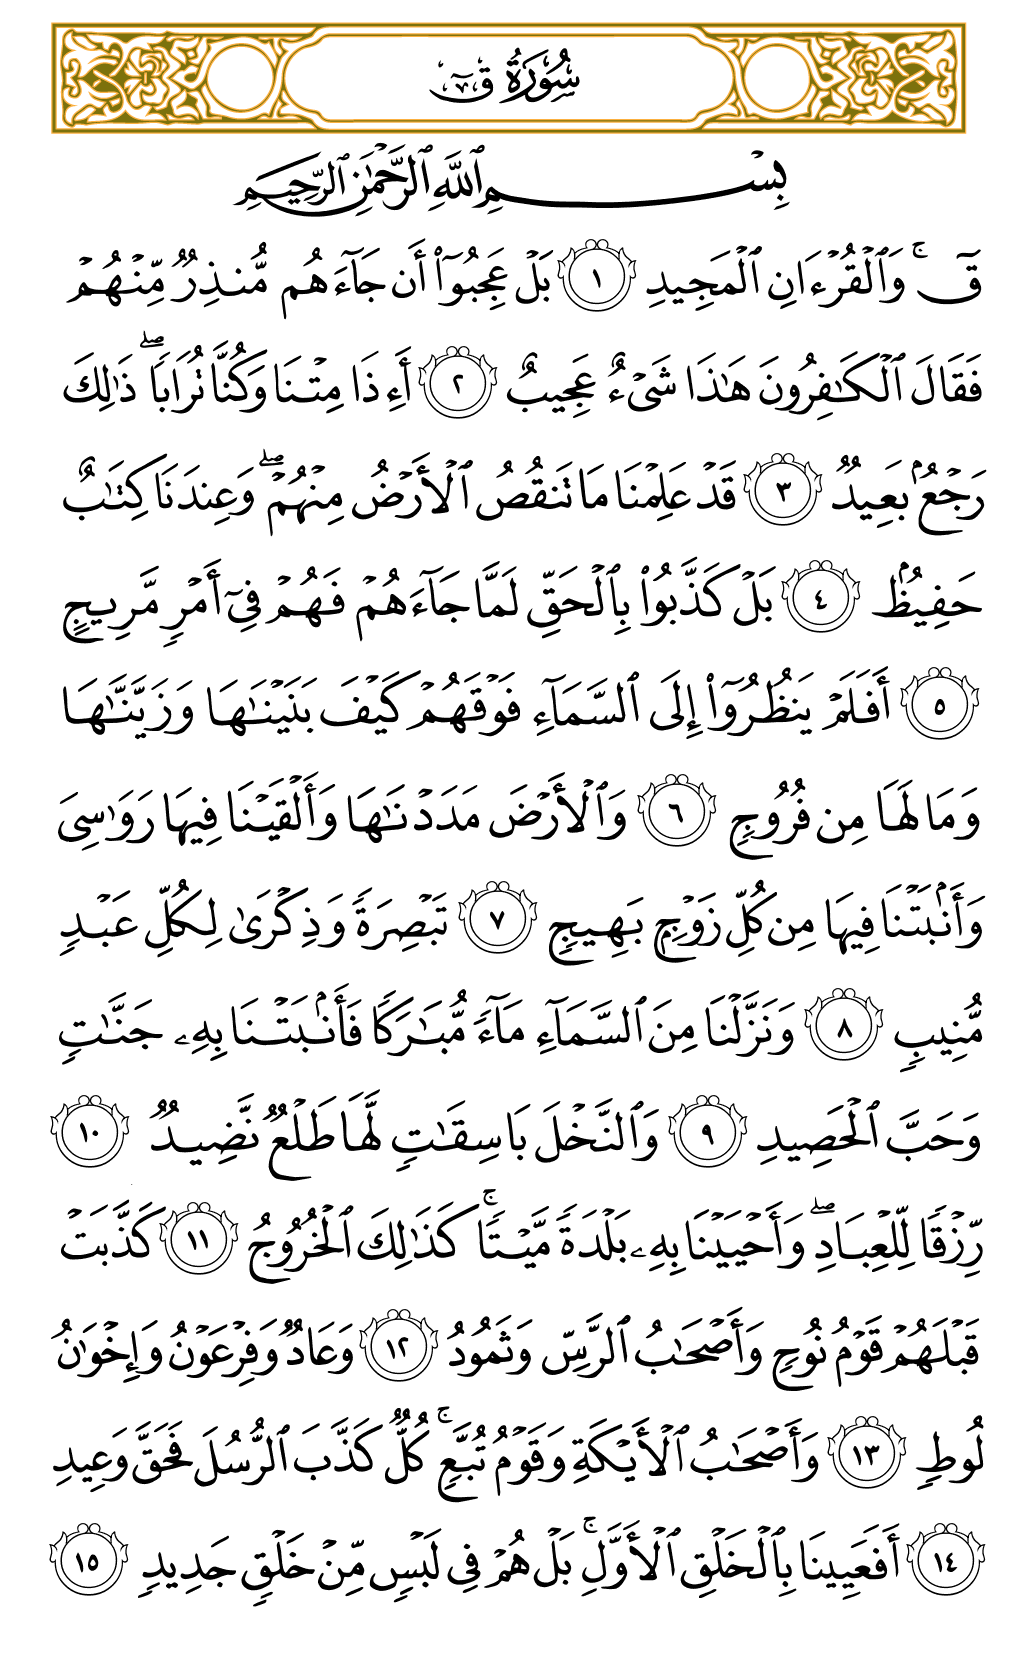 سُورَةُ قٓ
بِسْمِ ٱللَّهِ ٱلرَّحْمَٰنِ ٱلرَّحِيمِ
قٓۚ وَٱلْقُرْءَانِ ٱلْمَجِيدِ ١ بَلْ عَجِبُوٓا۟ أَن جَآءَهُم مُّنذِرٌ مِّنْهُمْ
فَقَالَ ٱلْكَٰفِرُونَ هَٰذَا شَىْءٌ عَجِيبٌ ٢ أَءِذَا مِتْنَا وَكُنَّا تُرَابًاۖ ذَٰلِكَ
رَجْعٌۢ بَعِيدٌ ٣ قَدْ عَلِمْنَا مَا تَنقُصُ ٱلْأَرْضُ مِنْهُمْۖ وَعِندَنَا كِتَٰبٌ
حَفِيظٌۢ ٤ بَلْ كَذَّبُوا۟ بِٱلْحَقِّ لَمَّا جَآءَهُمْ فَهُمْ فِىٓ أَمْرٍ مَّرِيجٍ
٥ أَفَلَمْ يَنظُرُوٓا۟ إِلَى ٱلسَّمَآءِ فَوْقَهُمْ كَيْفَ بَنَيْنَٰهَا وَزَيَّنَّٰهَا
وَمَا لَهَا مِن فُرُوجٍ ٦ وَٱلْأَرْضَ مَدَدْنَٰهَا وَأَلْقَيْنَا فِيهَا رَوَٰسِىَ
وَأَنۢبَتْنَا فِيهَا مِن كُلِّ زَوْجٍۭ بَهِيجٍ ٧ تَبْصِرَةً وَذِكْرَىٰ لِكُلِّ عَبْدٍ
مُّنِيبٍ ٨ وَنَزَّلْنَا مِنَ ٱلسَّمَآءِ مَآءً مُّبَٰرَكًا فَأَنۢبَتْنَا بِهِۦ جَنَّٰتٍ
وَحَبَّ ٱلْحَصِيدِ ٩ وَٱلنَّخْلَ بَاسِقَٰتٍ لَّهَا طَلْعٌ نَّضِيدٌ ١٠
رِّزْقًا لِّلْعِبَادِۖ وَأَحْيَيْنَا بِهِۦ بَلْدَةً مَّيْتًاۚ كَذَٰلِكَ ٱلْخُرُوجُ ١١ كَذَّبَتْ
قَبْلَهُمْ قَوْمُ نُوحٍ وَأَصْحَٰبُ ٱلرَّسِّ وَثَمُودُ ١٢ وَعَادٌ وَفِرْعَوْنُ وَإِخْوَٰنُ
لُوطٍ ١٣ وَأَصْحَٰبُ ٱلْأَيْكَةِ وَقَوْمُ تُبَّعٍۚ كُلٌّ كَذَّبَ ٱلرُّسُلَ فَحَقَّ وَعِيدِ
١٤ أَفَعَيِينَا بِٱلْخَلْقِ ٱلْأَوَّلِۚ بَلْ هُمْ فِى لَبْسٍ مِّنْ خَلْقٍ جَدِيدٍ ١٥